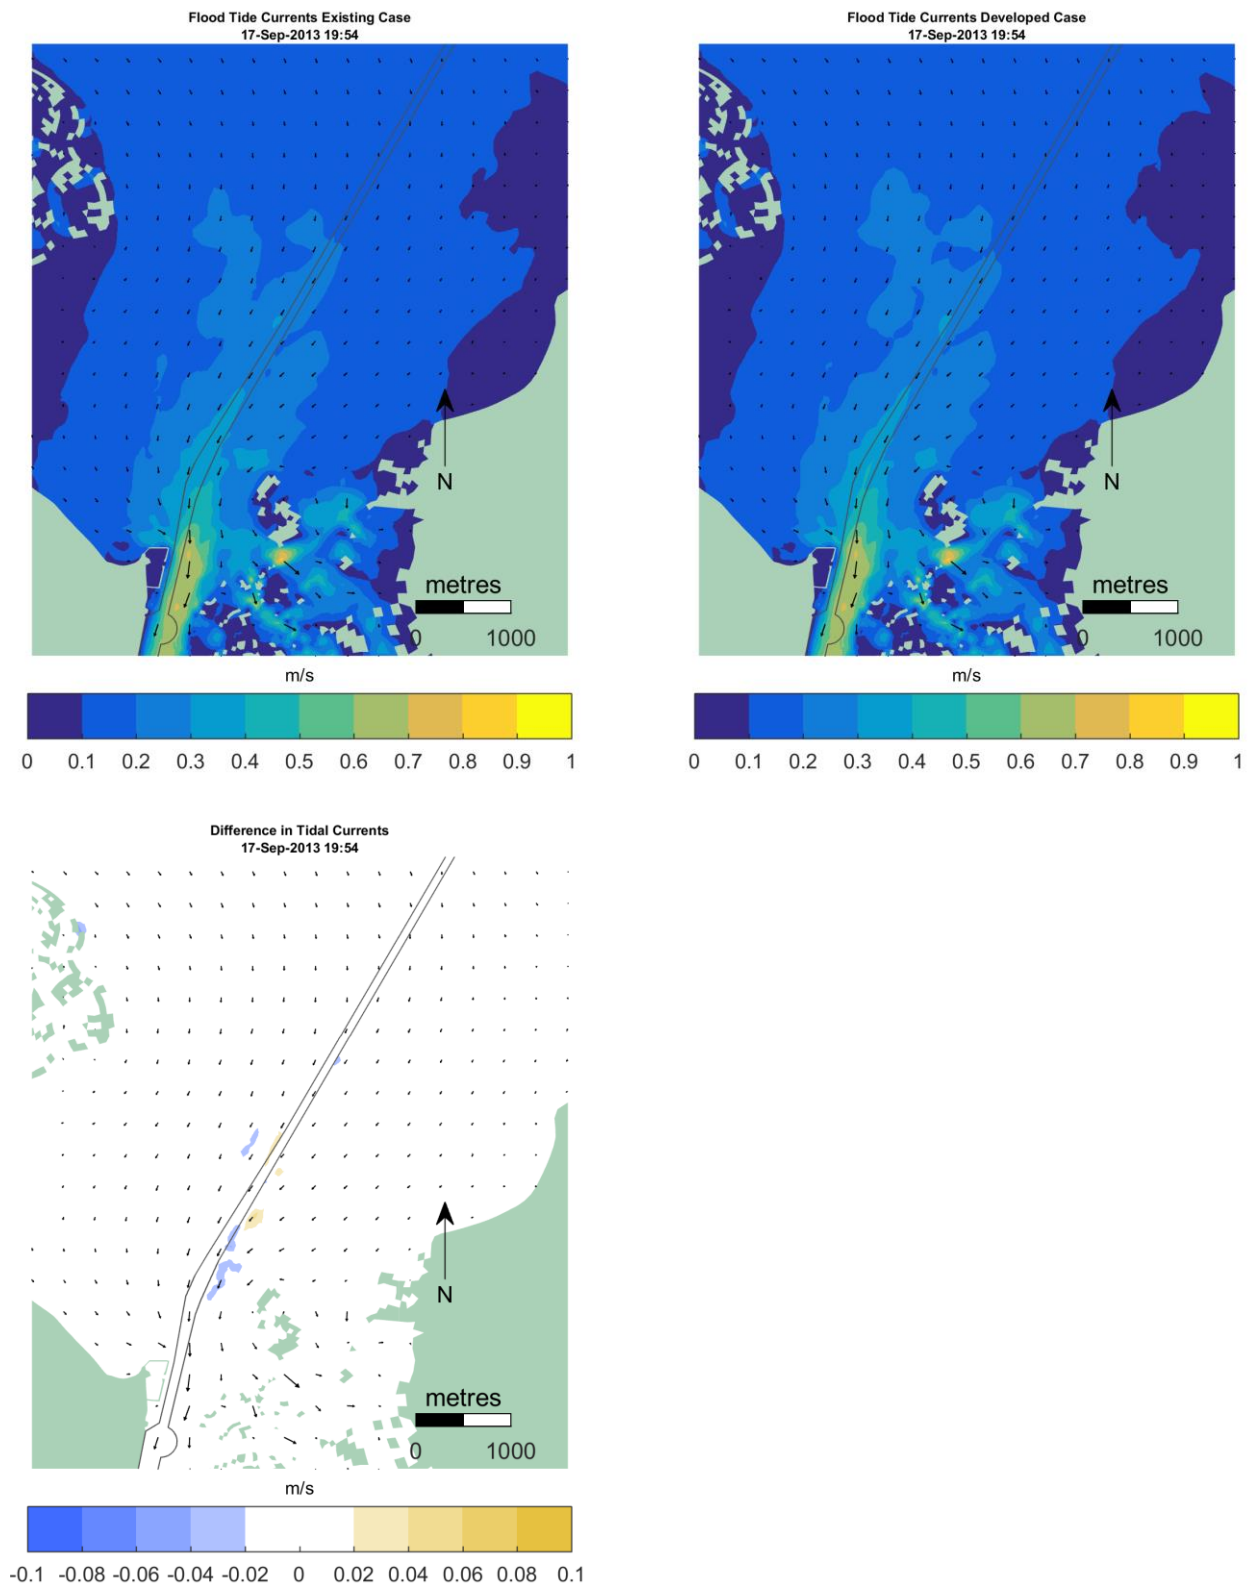 Flood Tide Currents Existing Case
17-Sep-2013 19:54
N
metres
0 1000
m/s
0 0.1 0.2 0.3 0.4 0.5 0.6 0.7 0.8 0.9 1
Flood Tide Currents Developed Case
17-Sep-2013 19:54
N
metres
0 1000
m/s
0 0.1 0.2 0.3 0.4 0.5 0.6 0.7 0.8 0.9 1
Difference in Tidal Currents
17-Sep-2013 19:54
N
metres
0 1000
m/s
-0.1 -0.08 -0.06 -0.04 -0.02 0 0.02 0.04 0.06 0.08 0.1